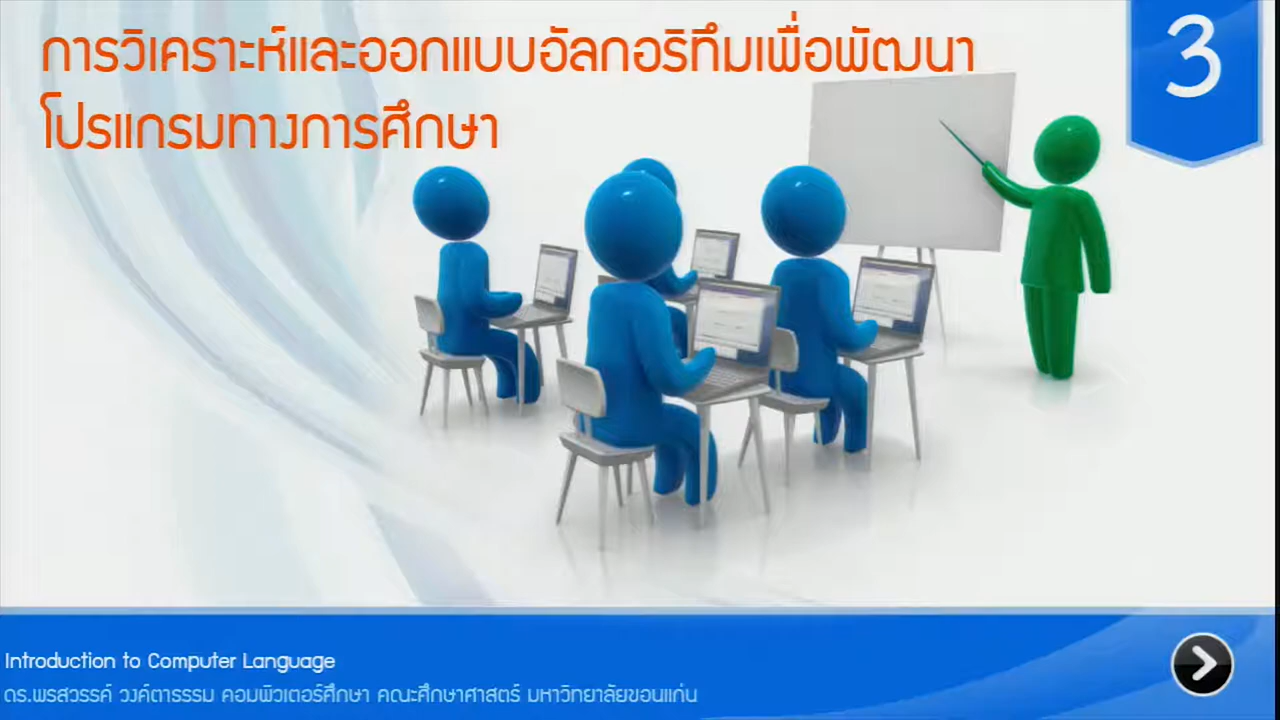 การวิเคราะห์และออกแบบอัลกอริทึมเพื่อพัฒนา
โปรแกรมทางการศึกษา
3
Introduction to Computer Language
ดร.พรสวรรค์ วงค์ตาธรรม คอมพิวเตอร์ศึกษา คณะศึกษาศาสตร์ มหาวิทยาลัยขอนแก่น